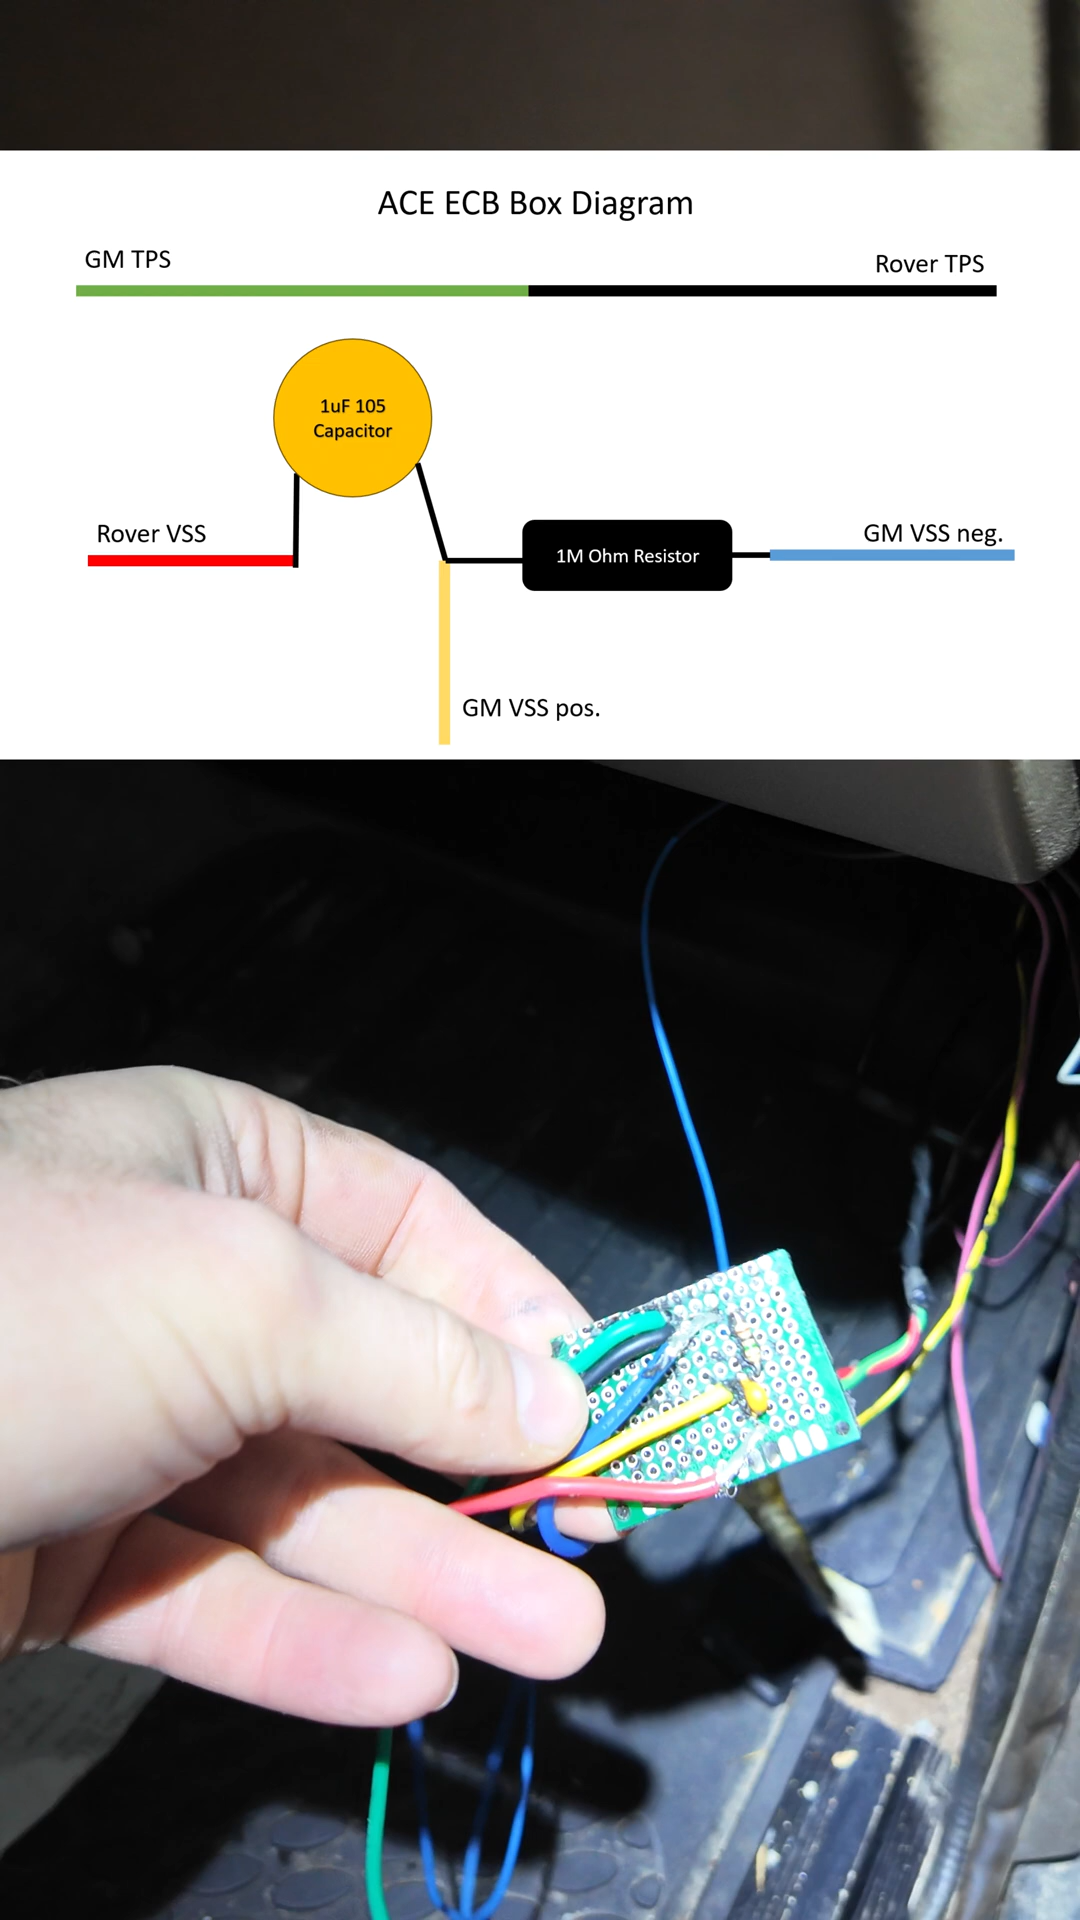 ACE ECB Box Diagram
GM TPS
Rover TPS
1uF 105
Capacitor
Rover VSS
1M Ohm Resistor
GM VSS neg.
GM VSS pos.